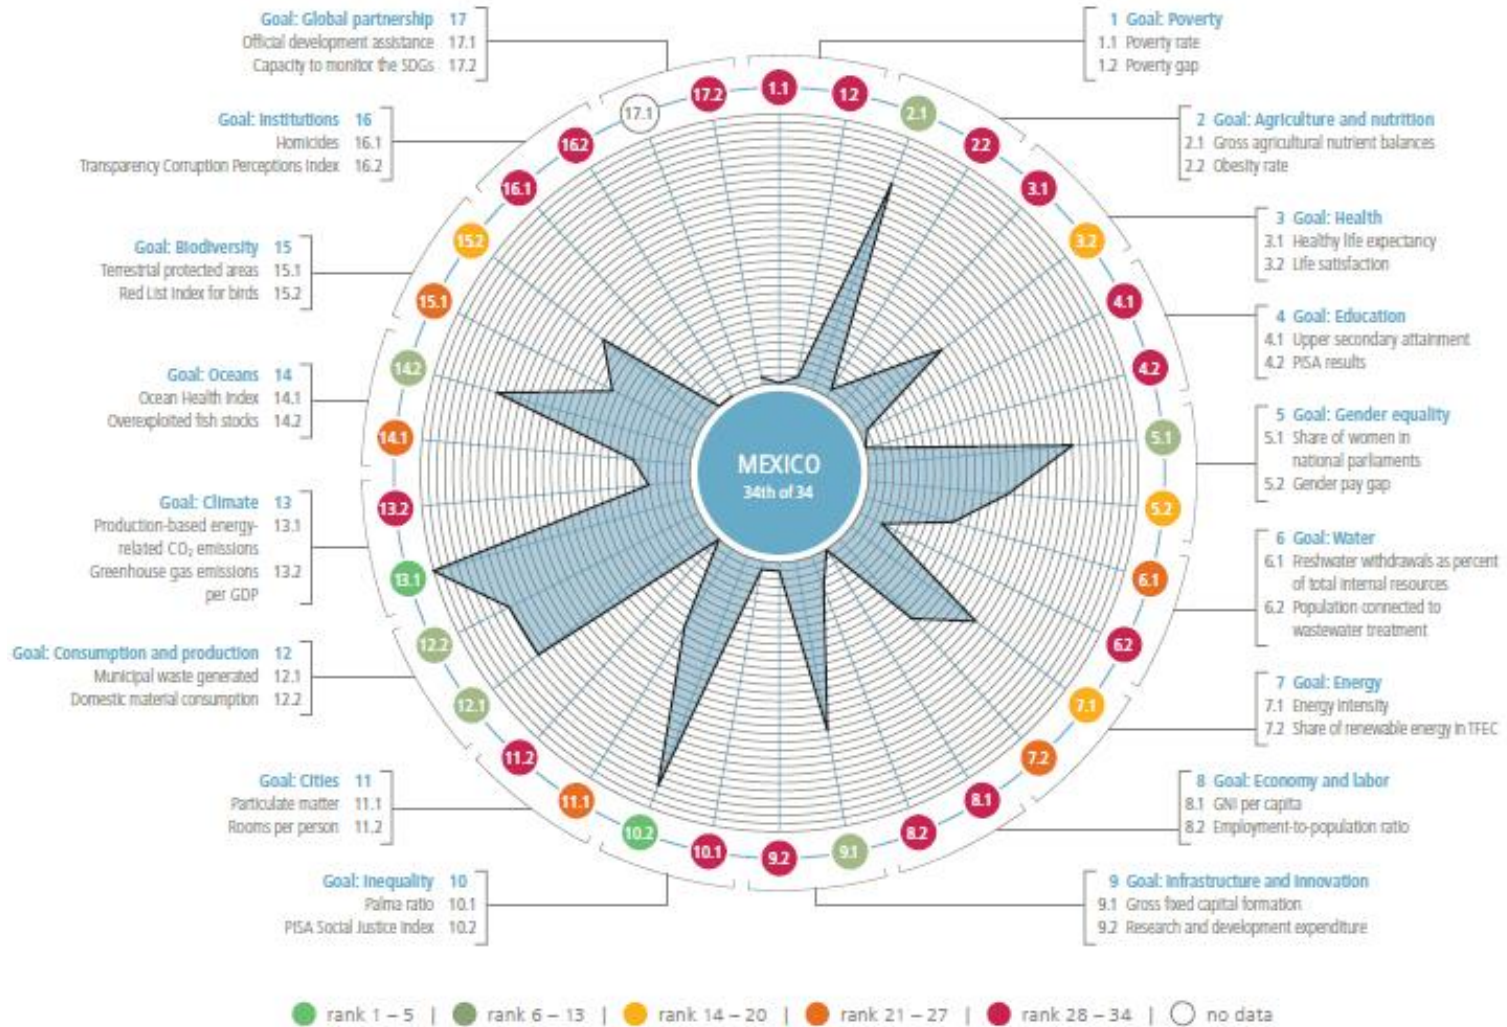 Goal: Global partnership 17
Official development assistance 17.1
Capacity to monitor the SDGs 17.2
1 Goal: Poverty
1.1 Poverty rate
1.2 Poverty gap
Goal: Institutions 16
Homicides 16.1
Transparency Corruption Perceptions Index 16.2
2 Goal: Agriculture and nutrition
2.1 Gross agricultural nutrient balances
2.2 Obesity rate
Goal: Biodiversity 15
Terrestrial protected areas 15.1
Red List Index for birds 15.2
3 Goal: Health
3.1 Healthy life expectancy
3.2 Life satisfaction
Goal: Oceans 14
Ocean Health Index 14.1
Overexploited fish stocks 14.2
4 Goal: Education
4.1 Upper secondary attainment
4.2 PISA results
5 Goal: Gender equality
5.1 Share of women in
national parliaments
5.2 Gender pay gap
Goal: Climate 13
Production-based energy- 13.1
related CO₂ emissions
Greenhouse gas emissions 13.2
per GDP
6 Goal: Water
6.1 Freshwater withdrawals as percent
of total internal resources
6.2 Population connected to
wastewater treatment
Goal: Consumption and production 12
Municipal waste generated 12.1
Domestic material consumption 12.2
7 Goal: Energy
7.1 Energy intensity
7.2 Share of renewable energy in TFEC
Goal: Cities 11
Particulate matter 11.1
Rooms per person 11.2
8 Goal: Economy and labor
8.1 GNI per capita
8.2 Employment-to-population ratio
Goal: Inequality 10
Palma ratio 10.1
PISA Social Justice Index 10.2
9 Goal: Infrastructure and innovation
9.1 Gross fixed capital formation
9.2 Research and development expenditure
1.1
1.2
2.1
2.2
3.1
3.2
4.1
4.2
5.1
5.2
6.1
6.2
7.1
7.2
8.1
8.2
9.1
9.2
10.1
10.2
11.1
11.2
12.1
12.2
13.1
13.2
14.1
14.2
15.1
15.2
16.1
16.2
17.1
17.2
MEXICO
34th of 34
rank 1 – 5 | rank 6 – 13 | rank 14 – 20 | rank 21 – 27 | rank 28 – 34 | no data